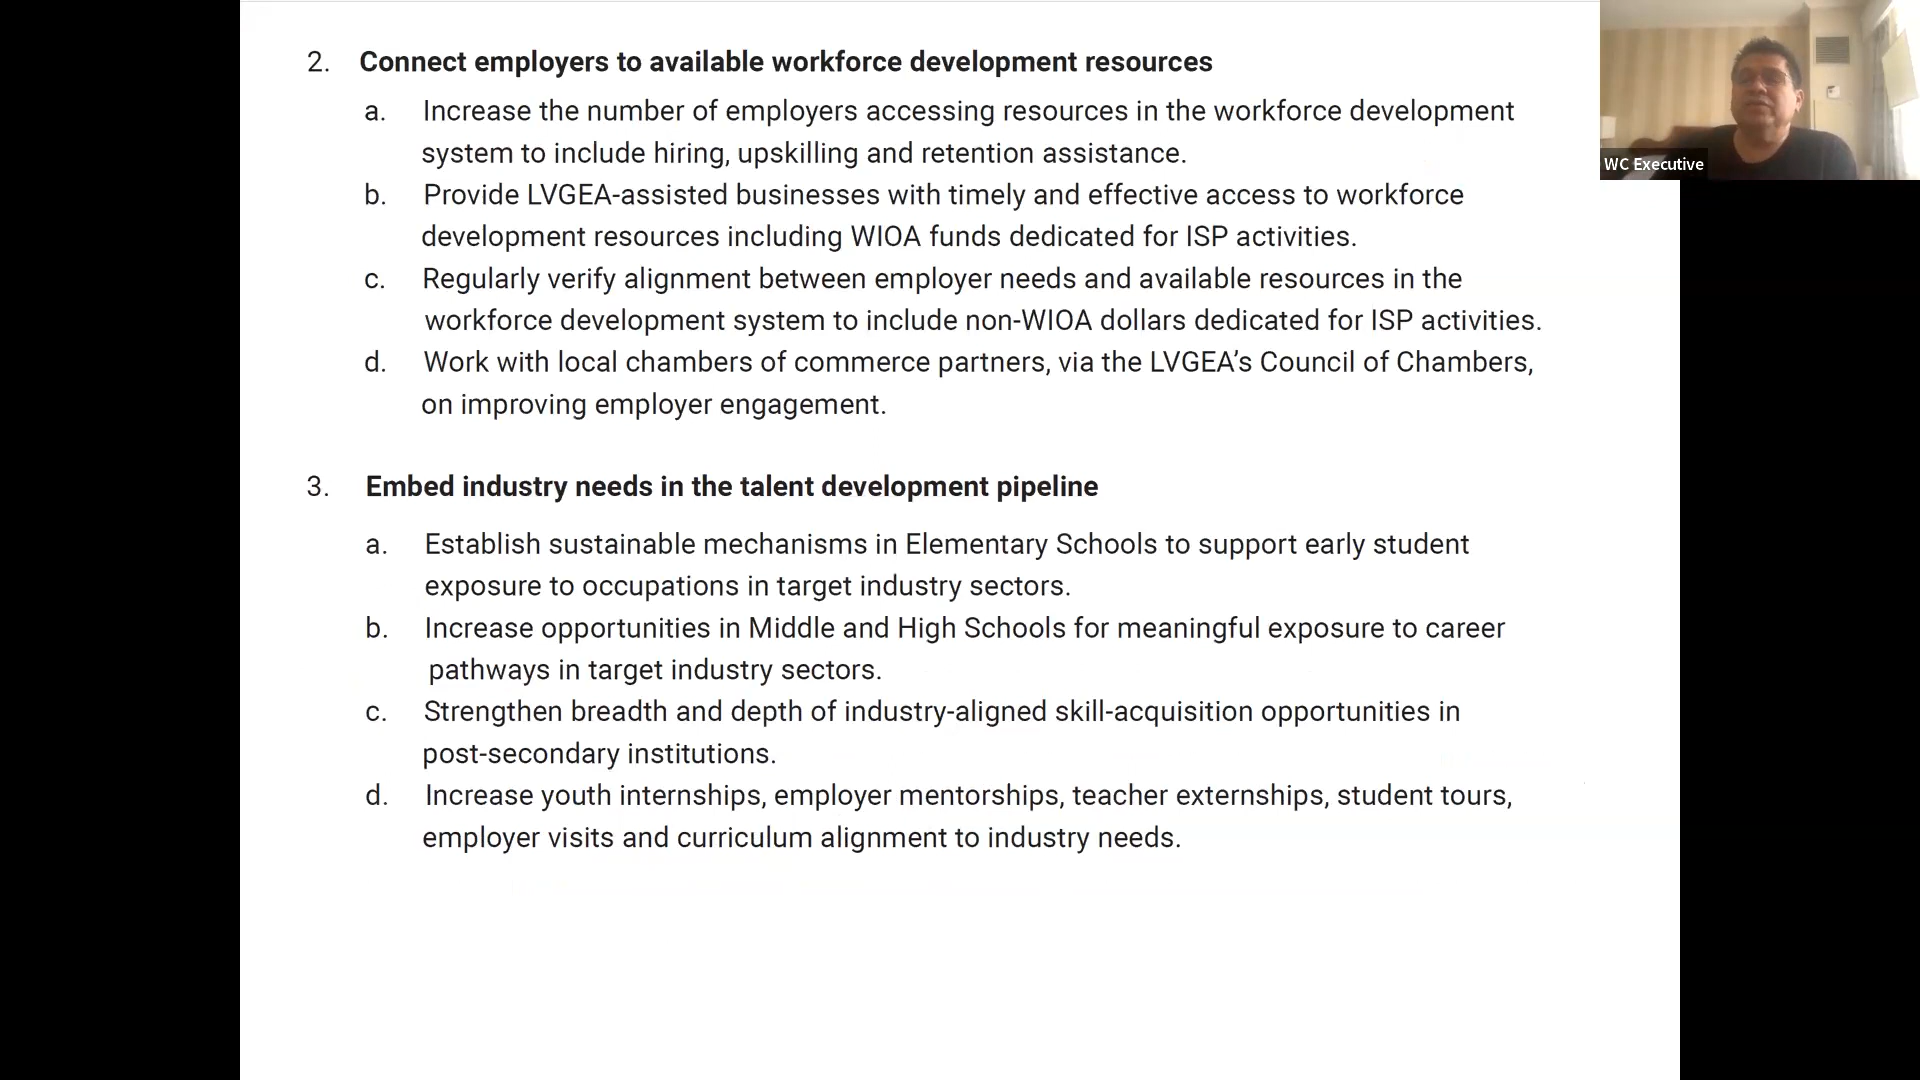 2. Connect employers to available workforce development resources
a. Increase the number of employers accessing resources in the workforce development
system to include hiring, upskilling and retention assistance.
b. Provide LVGEA-assisted businesses with timely and effective access to workforce
development resources including WIOA funds dedicated for ISP activities.
c. Regularly verify alignment between employer needs and available resources in the
workforce development system to include non-WIOA dollars dedicated for ISP activities.
d. Work with local chambers of commerce partners, via the LVGEA’s Council of Chambers,
on improving employer engagement.
3. Embed industry needs in the talent development pipeline
a. Establish sustainable mechanisms in Elementary Schools to support early student
exposure to occupations in target industry sectors.
b. Increase opportunities in Middle and High Schools for meaningful exposure to career
pathways in target industry sectors.
c. Strengthen breadth and depth of industry-aligned skill-acquisition opportunities in
post-secondary institutions.
d. Increase youth internships, employer mentorships, teacher externships, student tours,
employer visits and curriculum alignment to industry needs.
WC Executive